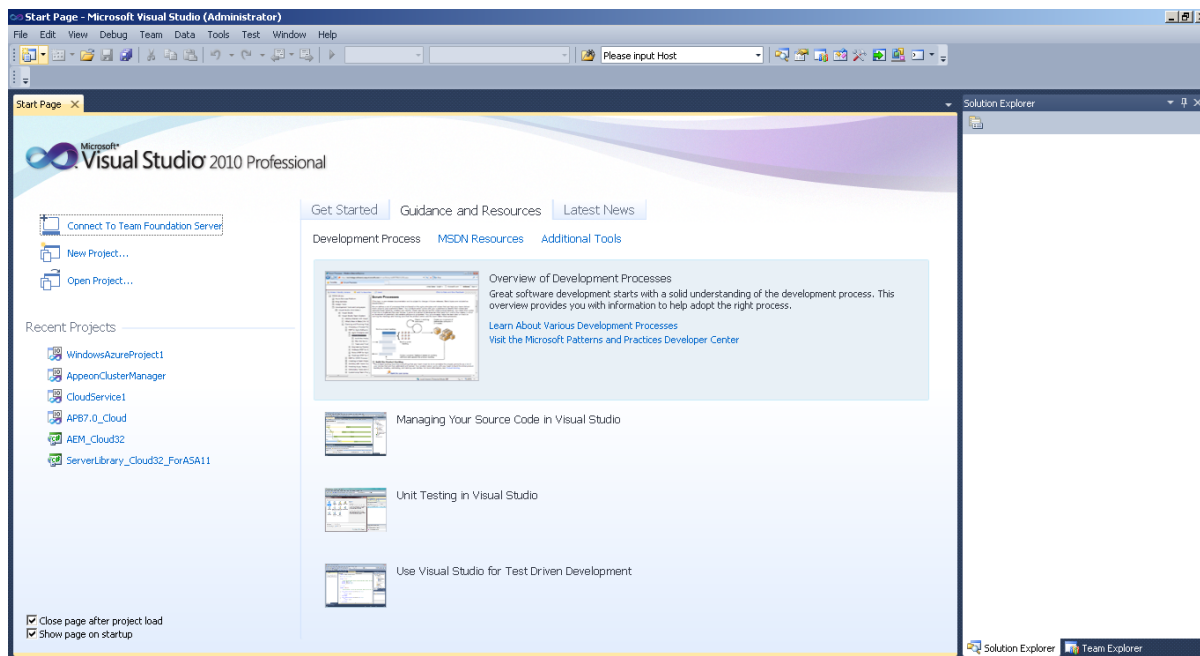 Start Page - Microsoft Visual Studio (Administrator)
File Edit View Debug Team Data Tools Test Window Help
Please input Host
Start Page
Solution Explorer
Microsoft®
Visual Studio® 2010 Professional
Connect To Team Foundation Server
New Project...
Open Project...
Recent Projects
WindowsAzureProject1
AppeonClusterManager
CloudService1
APB7.0_Cloud
AEM_Cloud32
ServerLibrary_Cloud32_ForASA11
Close page after project load
Show page on startup
Get Started Guidance and Resources Latest News
Development Process MSDN Resources Additional Tools
Overview of Development Processes
Great software development starts with a solid understanding of the development process. This
overview provides you with information to help adopt the right process.
Learn About Various Development Processes
Visit the Microsoft Patterns and Practices Developer Center
Managing Your Source Code in Visual Studio
Unit Testing in Visual Studio
Use Visual Studio for Test Driven Development
Solution Explorer Team Explorer